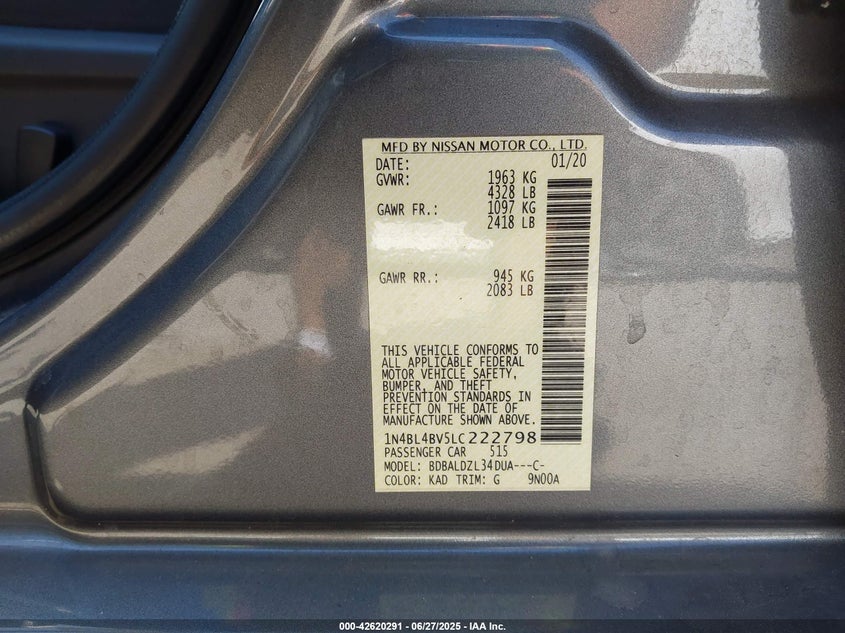 MFD BY NISSAN MOTOR CO., LTD.
DATE: 01/20
GVWR: 1963 KG
4328 LB
GAWR FR.: 1097 KG
2418 LB
GAWR RR.: 945 KG
2083 LB
THIS VEHICLE CONFORMS TO
ALL APPLICABLE FEDERAL
MOTOR VEHICLE SAFETY,
BUMPER, AND THEFT
PREVENTION STANDARDS IN
EFFECT ON THE DATE OF
MANUFACTURE SHOWN ABOVE.
1N4BL4BV5LC222798
PASSENGER CAR 515
MODEL: BDBALDZL34DUA---C-
COLOR: KAD TRIM: G 9N00A
000-42620291 - 06/27/2025 - IAA Inc.